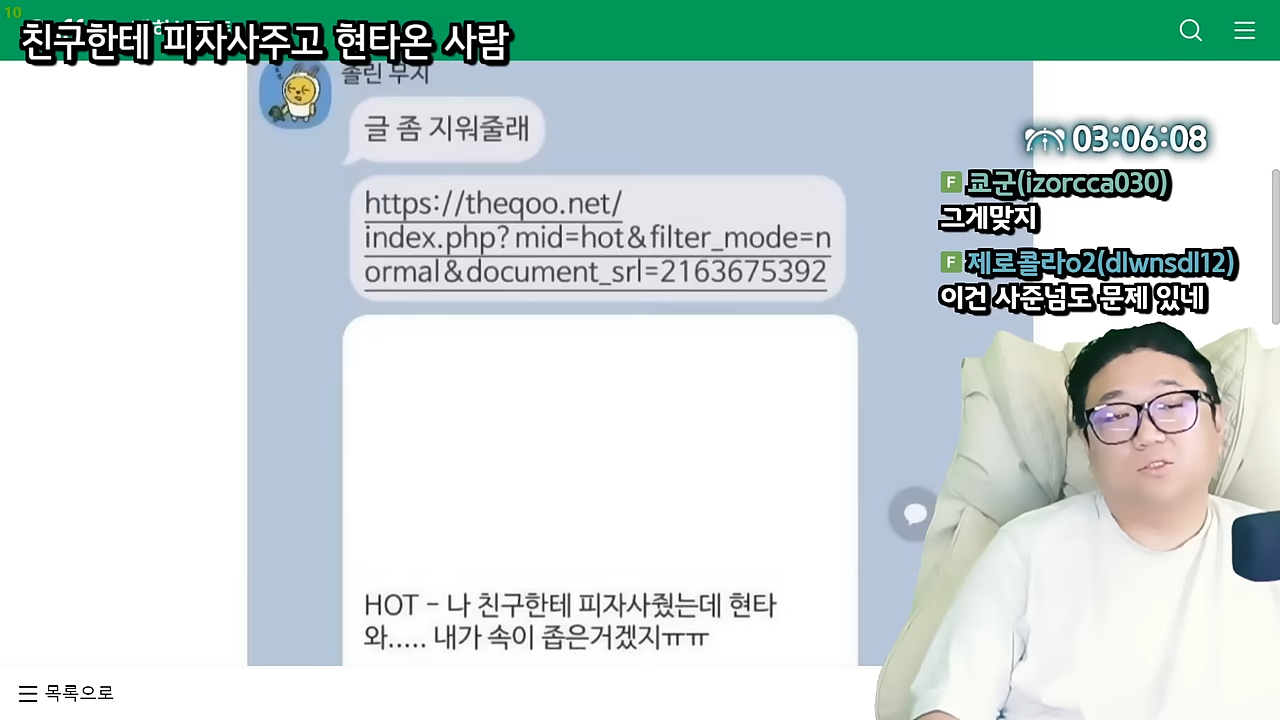 10
친구한테 피자사주고 현타온 사람
졸린 무지
글 좀 지워줄래
https://theqoo.net/
index.php?mid=hot&filter_mode=n
ormal&document_srl=2163675392
03:06:08
F 쿄군(izorcca030)
그게맞지
F 제로콜라o2(dlwnsdl12)
이건 사준넘도 문제 있네
HOT - 나 친구한테 피자사줬는데 현타
와..... 내가 속이 좁은거겠지ㅠㅠ
목록으로